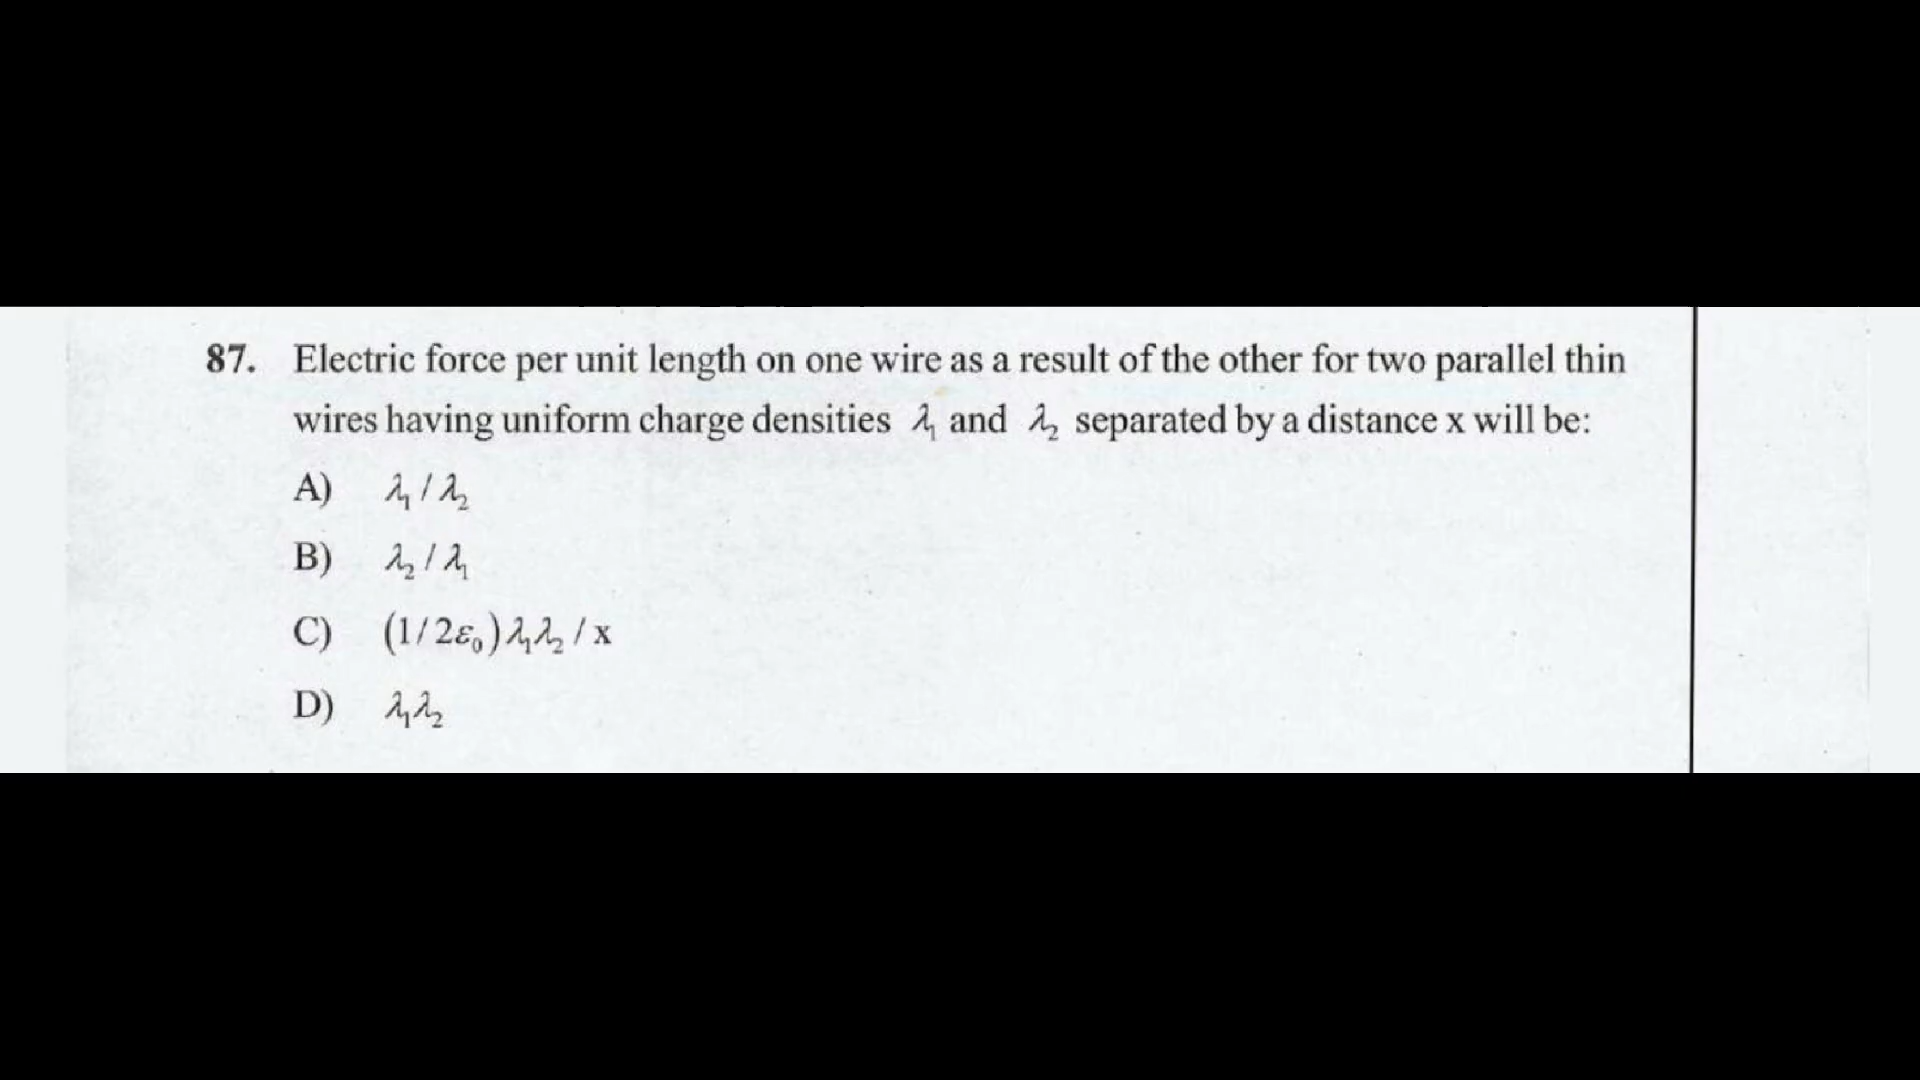 87. Electric force per unit length on one wire as a result of the other for two parallel thin
wires having uniform charge densities λ₁ and λ₂ separated by a distance x will be:
A) λ₁ / λ₂
B) λ₂ / λ₁
C) (1/2ε₀)λ₁λ₂ / x
D) λ₁λ₂